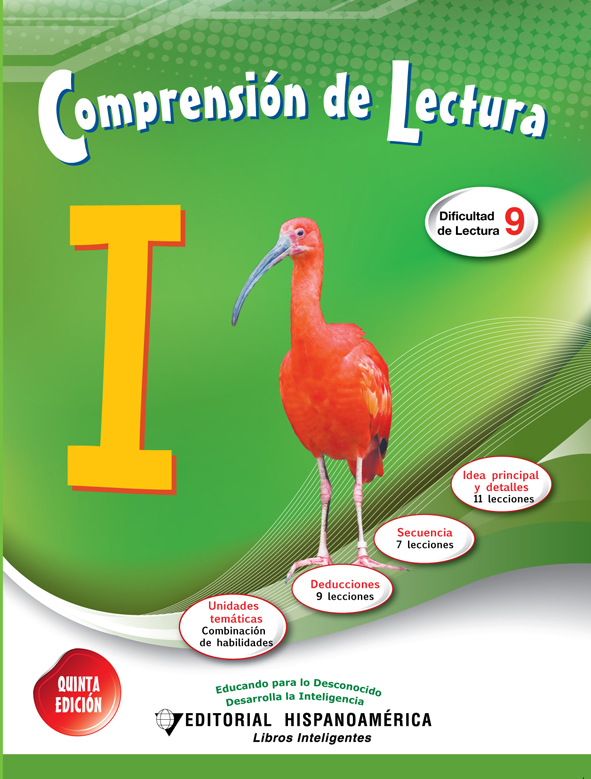 Comprensión de Lectura
I
Dificultad
de Lectura 9
Idea principal
y detalles
11 lecciones
Secuencia
7 lecciones
Deducciones
9 lecciones
Unidades
temáticas
Combinación
de habilidades
QUINTA
EDICIÓN
Educando para lo Desconocido
Desarrolla la Inteligencia
EDITORIAL HISPANOAMÉRICA
Libros Inteligentes